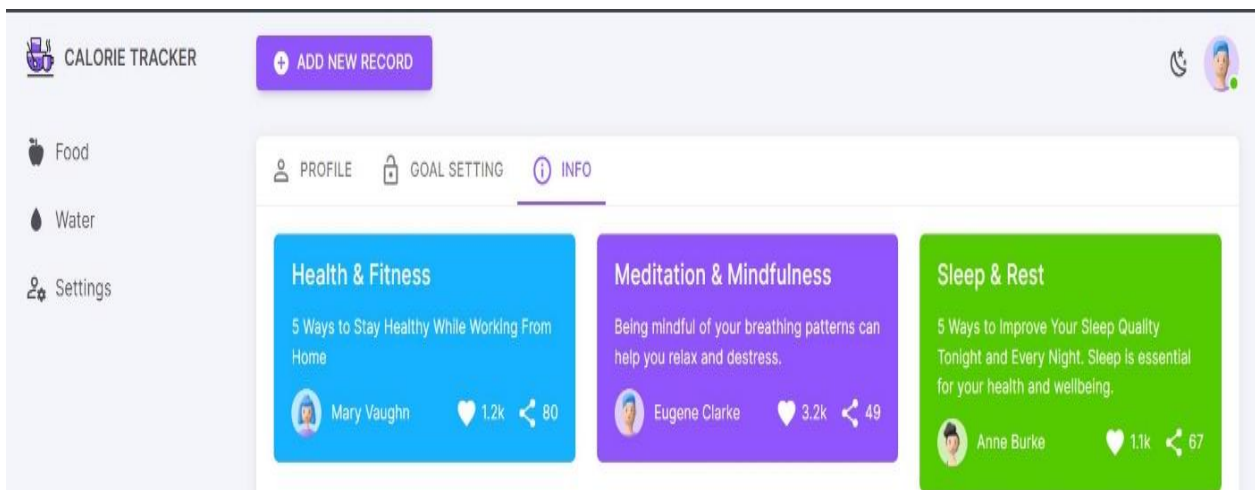 CALORIE TRACKER
ADD NEW RECORD
Food
Water
Settings
PROFILE
GOAL SETTING
INFO
Health & Fitness
5 Ways to Stay Healthy While Working From
Home
Mary Vaughn
1.2k
80
Meditation & Mindfulness
Being mindful of your breathing patterns can
help you relax and destress.
Eugene Clarke
3.2k
49
Sleep & Rest
5 Ways to Improve Your Sleep Quality
Tonight and Every Night. Sleep is essential
for your health and wellbeing.
Anne Burke
1.1k
67